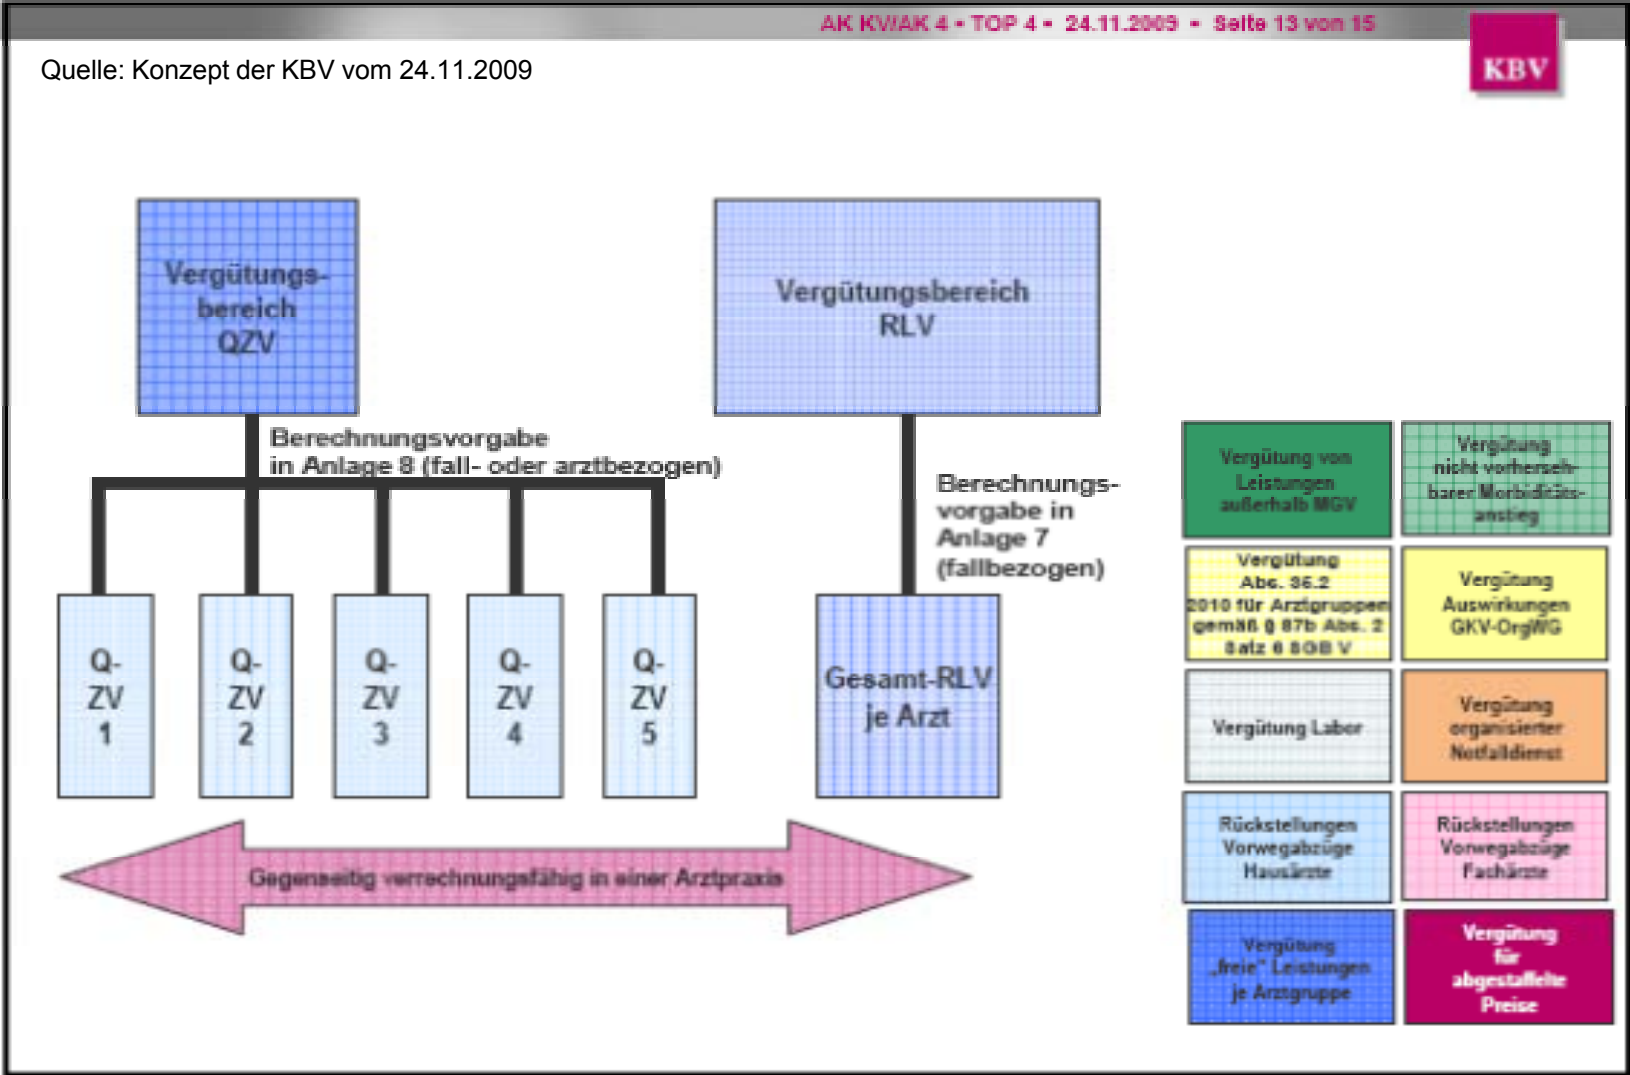 AK KV/AK 4 ▪ TOP 4 ▪ 24.11.2009 ▪ Seite 13 von 15
KBV
Quelle: Konzept der KBV vom 24.11.2009
Vergütungs-
bereich
QZV
Vergütungsbereich
RLV
Berechnungsvorgabe
in Anlage 8 (fall- oder arztbezogen)
Berechnungs-
vorgabe in
Anlage 7
(fallbezogen)
Q-
ZV
1
Q-
ZV
2
Q-
ZV
3
Q-
ZV
4
Q-
ZV
5
Gesamt-RLV
je Arzt
Gegenseitig verrechnungsfähig in einer Arztpraxis
Vergütung von
Leistungen
außerhalb MGV
Vergütung
nicht vorherseh-
barer Morbiditäts-
anstieg
Vergütung
Abs. 35.2
2010 für Arztgruppen
gemäß § 87b Abs. 2
Satz 6 SGB V
Vergütung
Auswirkungen
GKV-OrgWG
Vergütung Labor
Vergütung
organisierter
Notfalldienst
Rückstellungen
Vorwegabzüge
Hausärzte
Rückstellungen
Vorwegabzüge
Fachärzte
Vergütung
„freie" Leistungen
je Arztgruppe
Vergütung
für
abgestaffelte
Preise